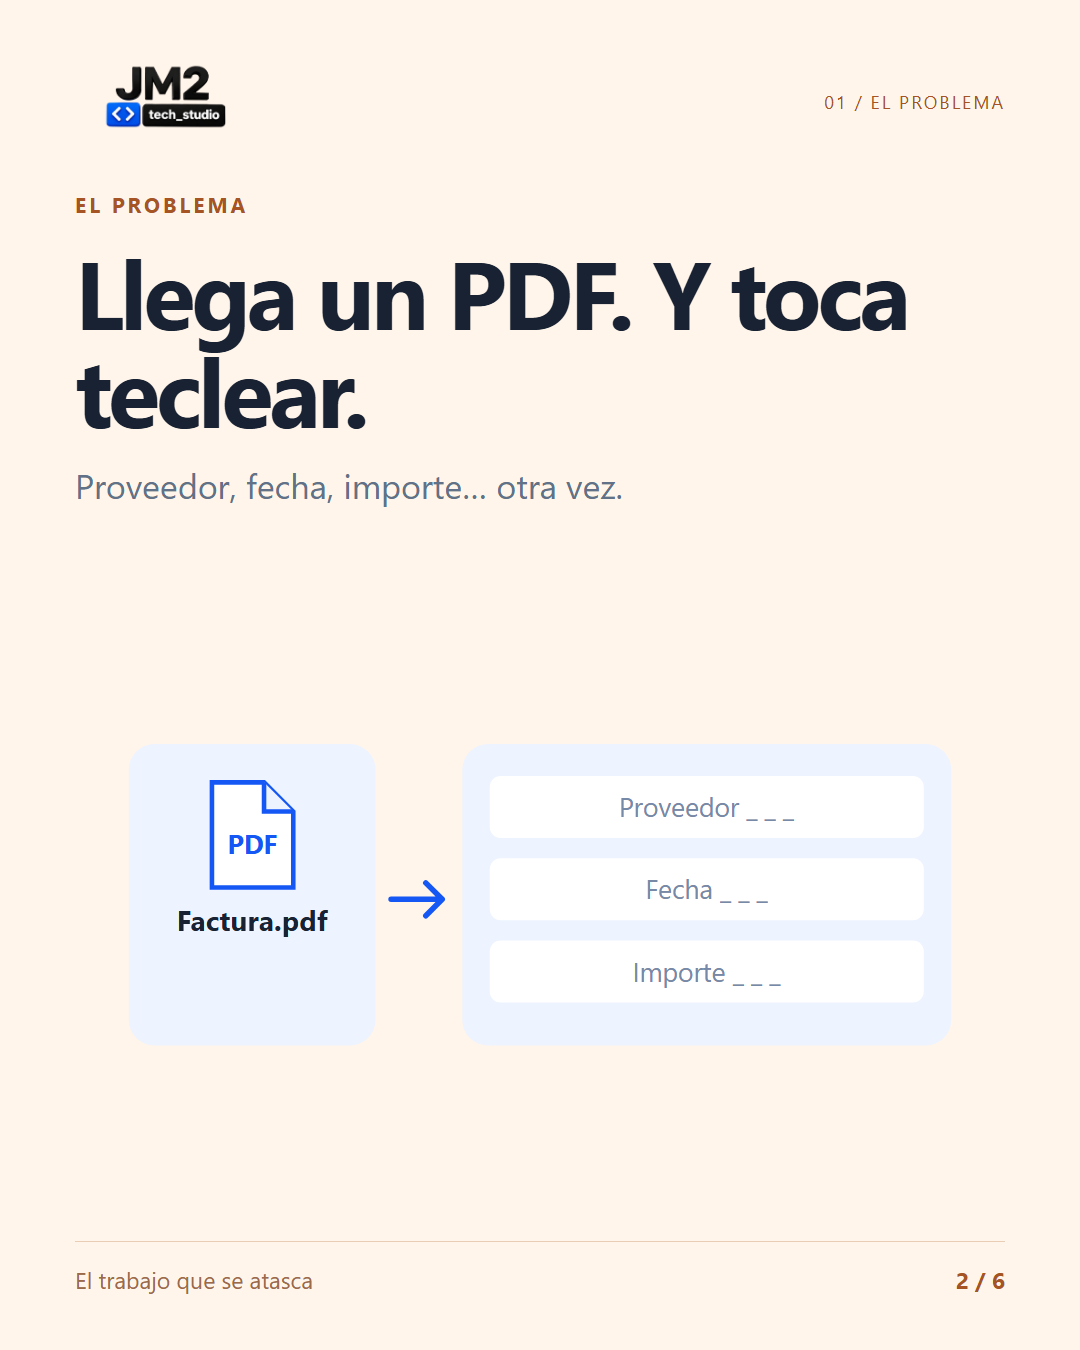 JM2
<> tech_studio
01 / EL PROBLEMA
EL PROBLEMA
Llega un PDF. Y toca
teclear.
Proveedor, fecha, importe... otra vez.
PDF
Factura.pdf
Proveedor _ _ _
Fecha _ _ _
Importe _ _ _
El trabajo que se atasca
2 / 6